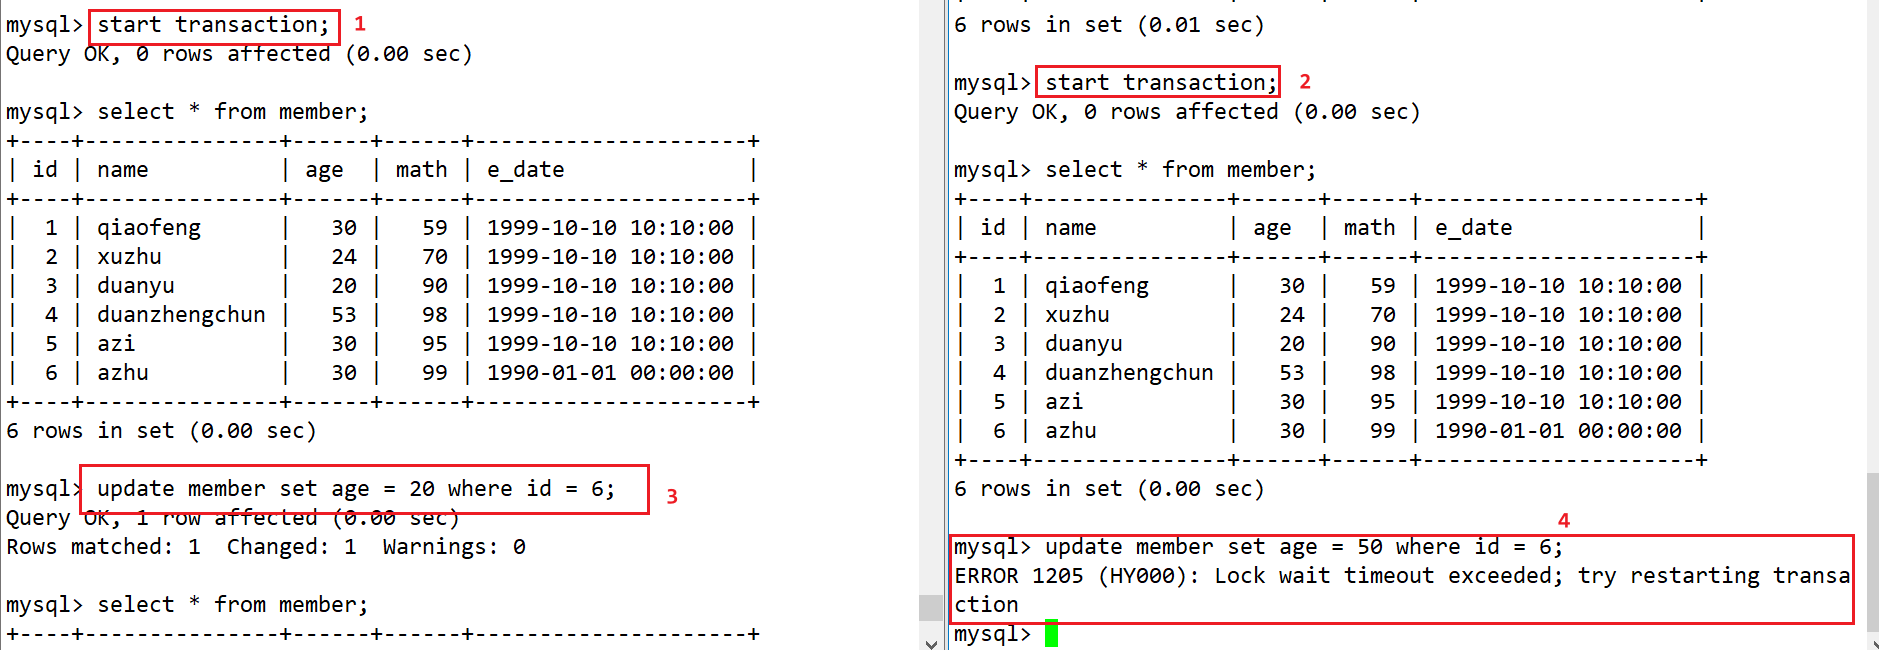 mysql> start transaction; 1
Query OK, 0 rows affected (0.00 sec)
mysql> select * from member;
+----+---------------+------+------+---------------------+
| id | name          | age  | math | e_date              |
+----+---------------+------+------+---------------------+
|  1 | qiaofeng      |   30 |   59 | 1999-10-10 10:10:00 |
|  2 | xuzhu         |   24 |   70 | 1999-10-10 10:10:00 |
|  3 | duanyu        |   20 |   90 | 1999-10-10 10:10:00 |
|  4 | duanzhengchun |   53 |   98 | 1999-10-10 10:10:00 |
|  5 | azi           |   30 |   95 | 1999-10-10 10:10:00 |
|  6 | azhu          |   30 |   99 | 1990-01-01 00:00:00 |
+----+---------------+------+------+---------------------+
6 rows in set (0.00 sec)
mysql> update member set age = 20 where id = 6; 3
Query OK, 1 row affected (0.00 sec)
Rows matched: 1  Changed: 1  Warnings: 0
mysql> select * from member;
+----+---------------+------+------+---------------------+
6 rows in set (0.01 sec)
mysql> start transaction; 2
Query OK, 0 rows affected (0.00 sec)
mysql> select * from member;
+----+---------------+------+------+---------------------+
| id | name          | age  | math | e_date              |
+----+---------------+------+------+---------------------+
|  1 | qiaofeng      |   30 |   59 | 1999-10-10 10:10:00 |
|  2 | xuzhu         |   24 |   70 | 1999-10-10 10:10:00 |
|  3 | duanyu        |   20 |   90 | 1999-10-10 10:10:00 |
|  4 | duanzhengchun |   53 |   98 | 1999-10-10 10:10:00 |
|  5 | azi           |   30 |   95 | 1999-10-10 10:10:00 |
|  6 | azhu          |   30 |   99 | 1990-01-01 00:00:00 |
+----+---------------+------+------+---------------------+
6 rows in set (0.00 sec)
4
mysql> update member set age = 50 where id = 6;
ERROR 1205 (HY000): Lock wait timeout exceeded; try restarting transa
ction
mysql>